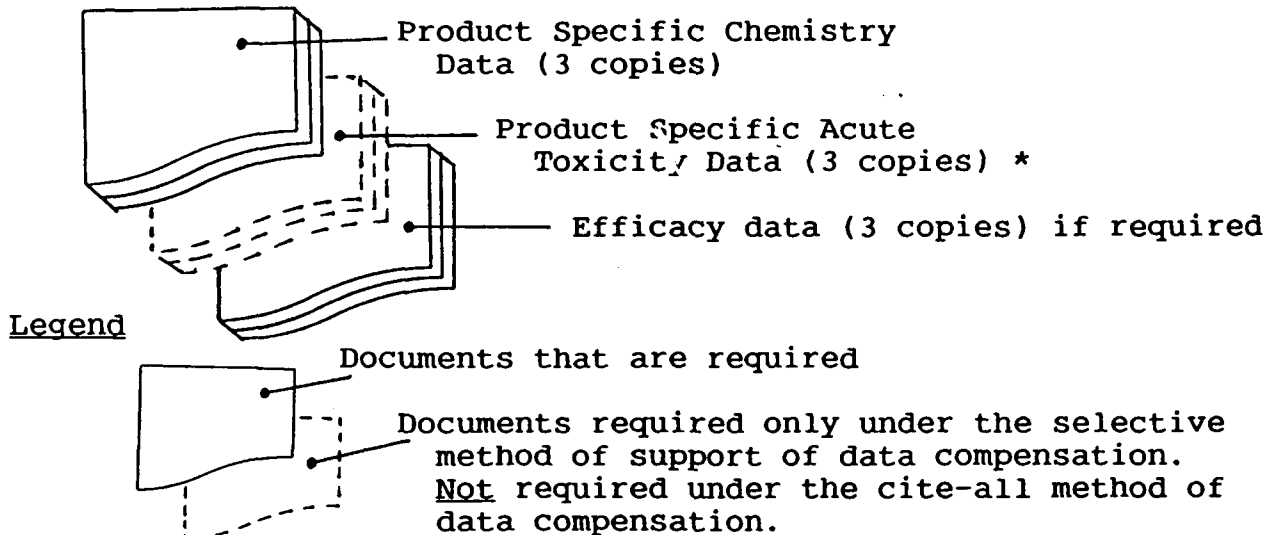 Product Specific Chemistry
Data (3 copies)
Product Specific Acute
Toxicity Data (3 copies) *
Efficacy data (3 copies) if required
Legend
Documents that are required
Documents required only under the selective
method of support of data compensation.
Not required under the cite-all method of
data compensation.